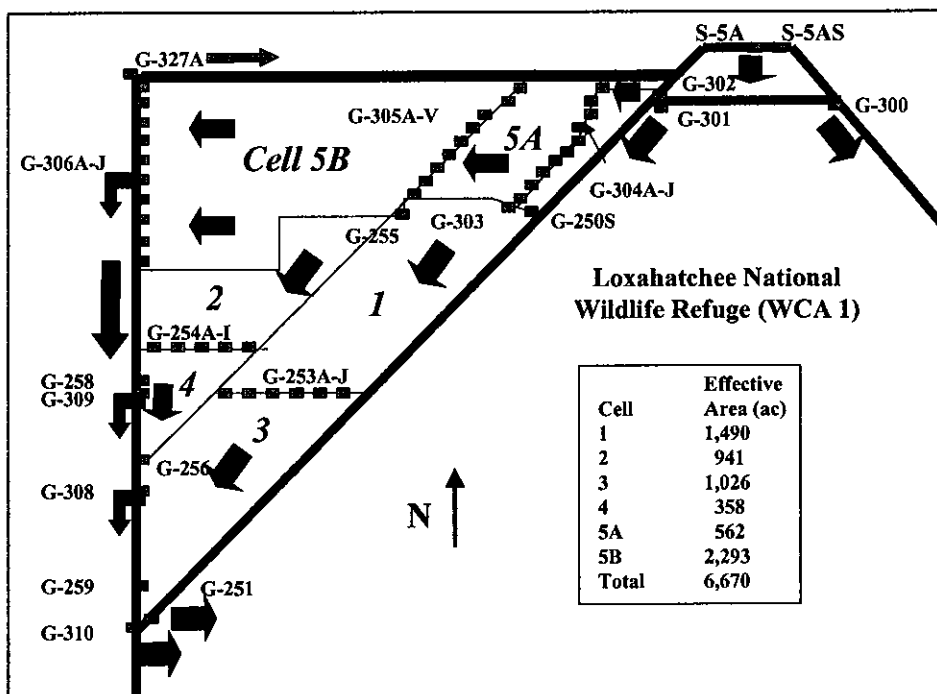 S-5A S-5AS
G-327A
G-302
G-301
G-300
G-305A-V
5A
Cell 5B
G-306A-J
G-304A-J
G-303
G-250S
G-255
1
2
Loxahatchee National
Wildlife Refuge (WCA 1)
G-254A-I
G-253A-J
G-258
G-309
4
3
G-256
G-308
N
G-259
G-251
G-310
Effective
Cell Area (ac)
1 1,490
2 941
3 1,026
4 358
5A 562
5B 2,293
Total 6,670